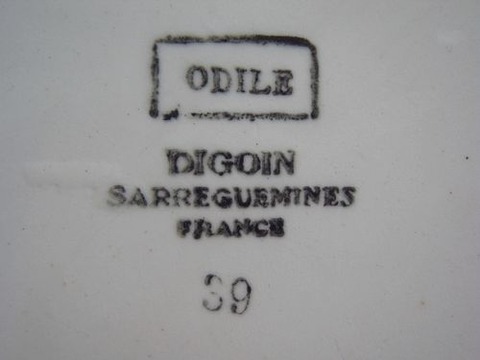 ODILE
DIGOIN
SARREGUEMINES
FRANCE
39